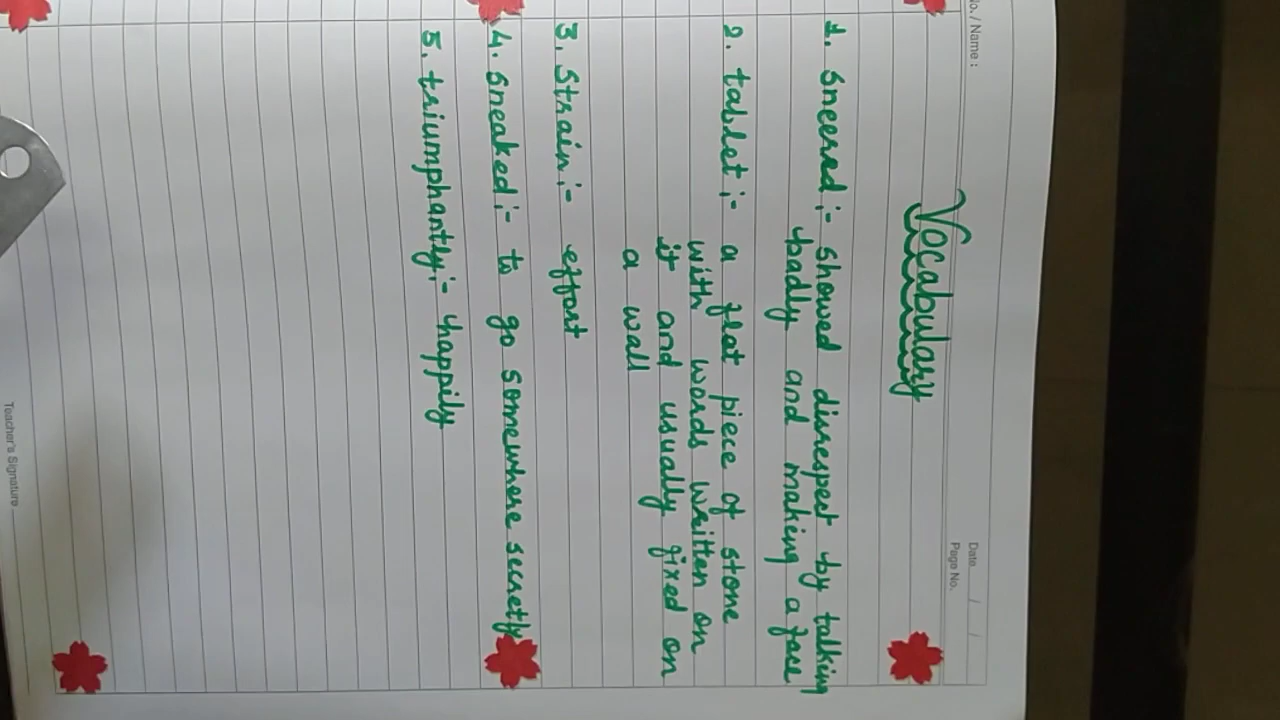 No. / Name :
Date / /
Page No.
Vocabulary
1. Sneered :- showed disrespect by talking
badly and making a face
2. tablet :- a flat piece of stone
with words written on
it and usually fixed on
a wall
3. Strain :- effort
4. Sneaked :- to go somewhere secretly
5. triumphantly :- happily
Teacher's Signature